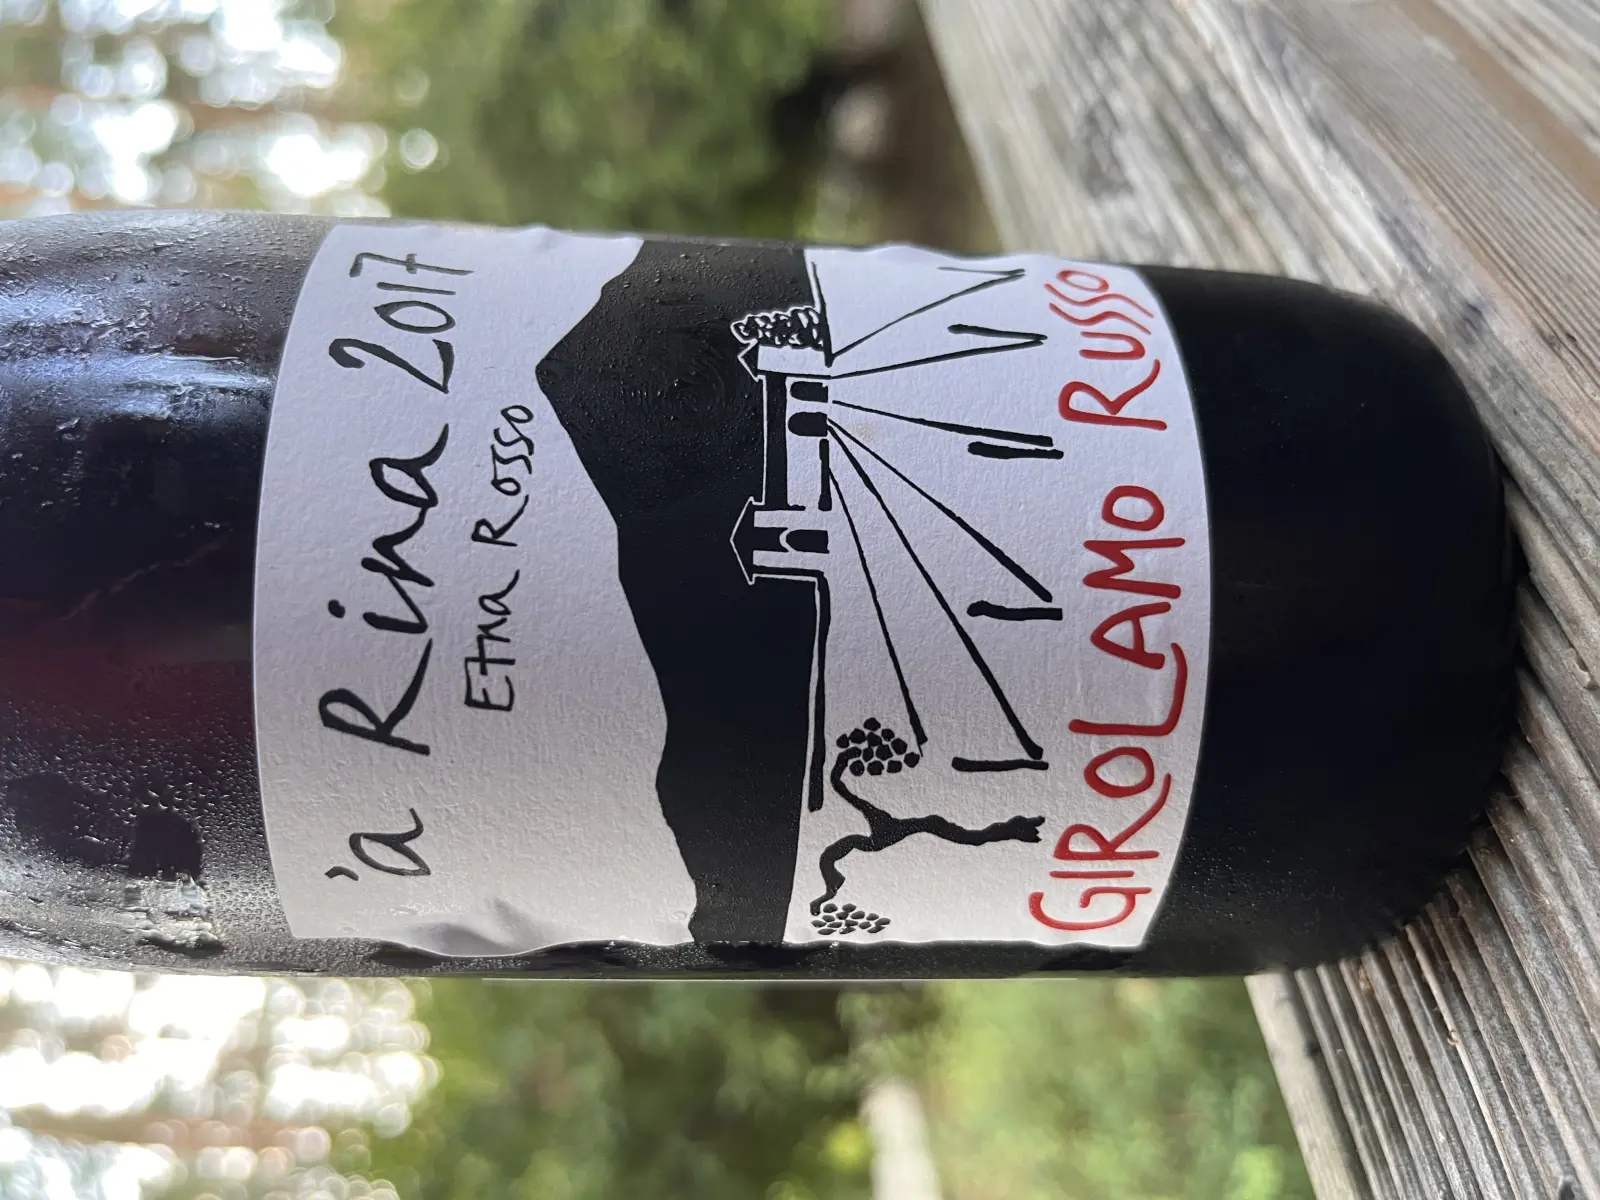 'a Rina 2017
Etna Rosso
GIROLAMO RUSSO